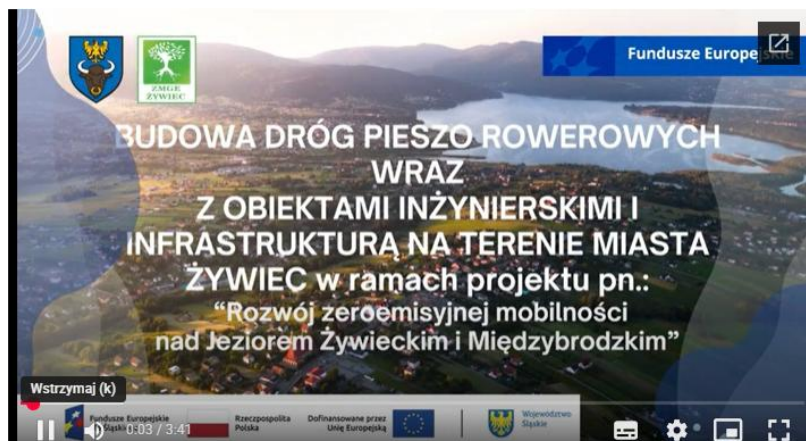 ZMGE
ŻYWIEC
Fundusze Europejskie
BUDOWA DRÓG PIESZO ROWEROWYCH
WRAZ
Z OBIEKTAMI INŻYNIERSKIMI I
INFRASTRUKTURĄ NA TERENIE MIASTA
ŻYWIEC w ramach projektu pn.:
“Rozwój zeroemisyjnej mobilności
nad Jeziorem Żywieckim i Międzybrodzkim”
Wstrzymaj (k)
0:03 / 3:41
Fundusze Europejskie
Rzeczpospolita
Polska
Dofinansowane przez
Unię Europejską
Województwo
Śląskie